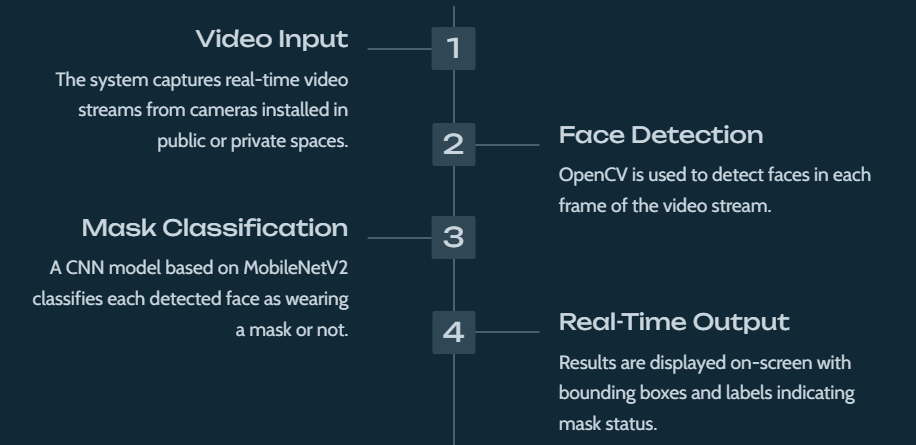 Video Input
1
The system captures real-time video
streams from cameras installed in
public or private spaces.
2
Face Detection
OpenCV is used to detect faces in each
frame of the video stream.
Mask Classification
3
A CNN model based on MobileNetV2
classifies each detected face as wearing
a mask or not.
4
Real-Time Output
Results are displayed on-screen with
bounding boxes and labels indicating
mask status.